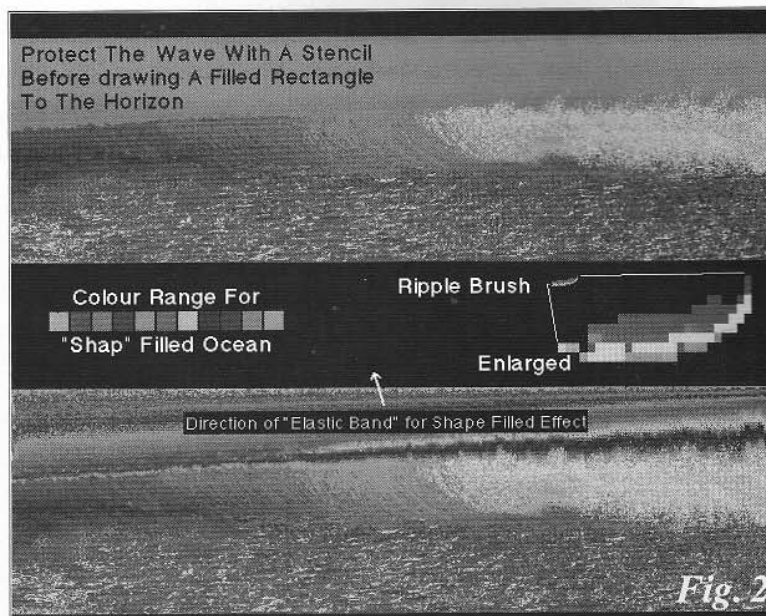 Protect The Wave With A Stencil
Before drawing A Filled Rectangle
To The Horizon
Colour Range For
"Shap" Filled Ocean
Ripple Brush
Enlarged
Direction of "Elastic Band" for Shape Filled Effect
Fig. 2